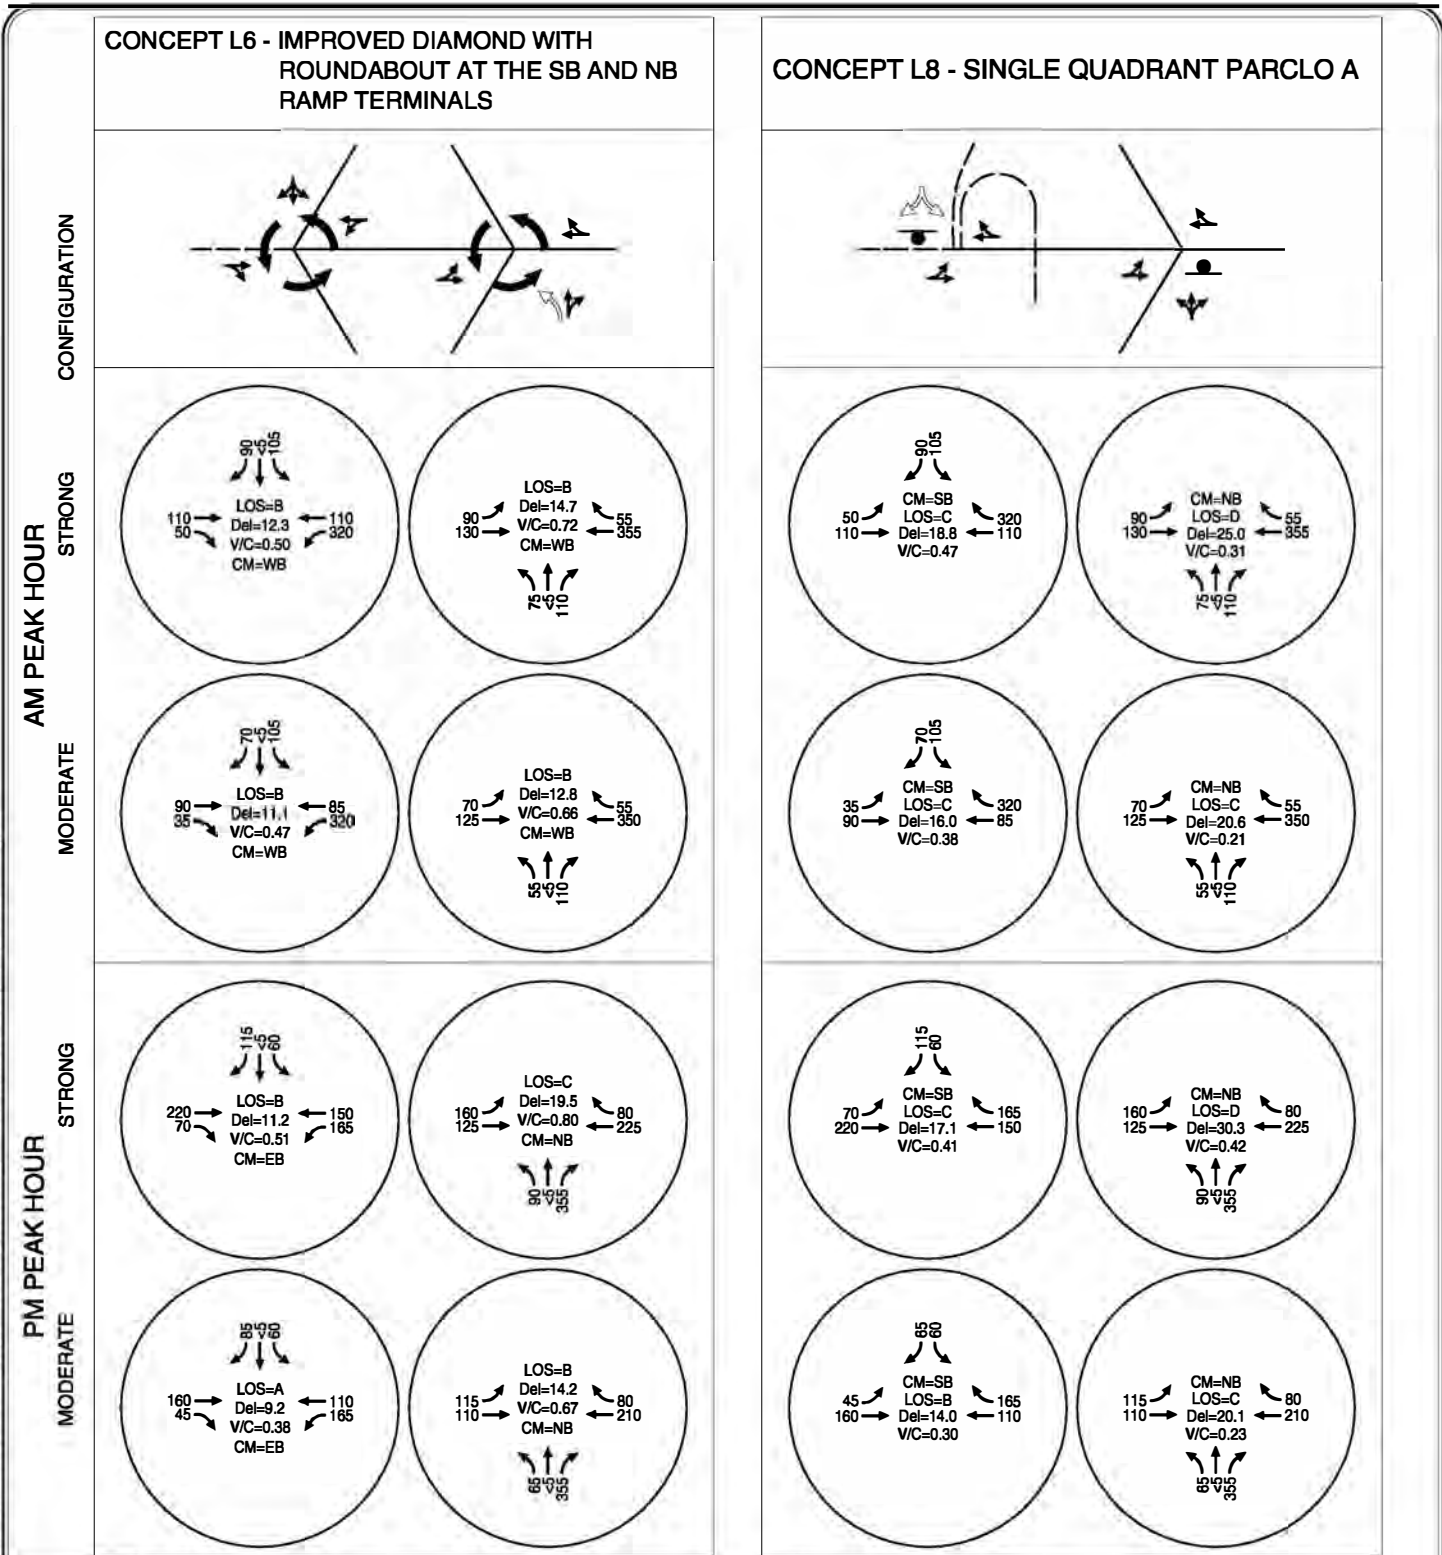 CONCEPT L6 - IMPROVED DIAMOND WITH
ROUNDABOUT AT THE SB AND NB
RAMP TERMINALS
CONCEPT L8 - SINGLE QUADRANT PARCLO A
CONFIGURATION
AM PEAK HOUR
STRONG
90 <5 105
110 50
LOS=B
Del=12.3
V/C=0.50
CM=WB
110 320
90 130
LOS=B
Del=14.7
V/C=0.72
CM=WB
55 355
75 <5 110
90 105
50 110
CM=SB
LOS=C
Del=18.8
V/C=0.47
320 110
90 130
CM=NB
LOS=D
Del=25.0
V/C=0.31
55 355
75 <5 110
MODERATE
70 <5 105
90 35
LOS=B
Del=11.1
V/C=0.47
CM=WB
85 320
70 125
LOS=B
Del=12.8
V/C=0.66
CM=WB
55 350
55 <5 110
70 105
35 90
CM=SB
LOS=C
Del=16.0
V/C=0.38
320 85
70 125
CM=NB
LOS=C
Del=20.6
V/C=0.21
55 350
55 <5 110
PM PEAK HOUR
STRONG
115 <5 60
220 70
LOS=B
Del=11.2
V/C=0.51
CM=EB
150 165
160 125
LOS=C
Del=19.5
V/C=0.80
CM=NB
80 225
90 <5 355
115 60
70 220
CM=SB
LOS=C
Del=17.1
V/C=0.41
165 150
160 125
CM=NB
LOS=D
Del=30.3
V/C=0.42
80 225
90 <5 355
MODERATE
85 <5 60
160 45
LOS=A
Del=9.2
V/C=0.38
CM=EB
110 165
115 110
LOS=B
Del=14.2
V/C=0.67
CM=NB
80 210
65 <5 355
85 60
45 160
CM=SB
LOS=B
Del=14.0
V/C=0.30
165 110
115 110
CM=NB
LOS=C
Del=20.1
V/C=0.23
80 210
85 <5 355